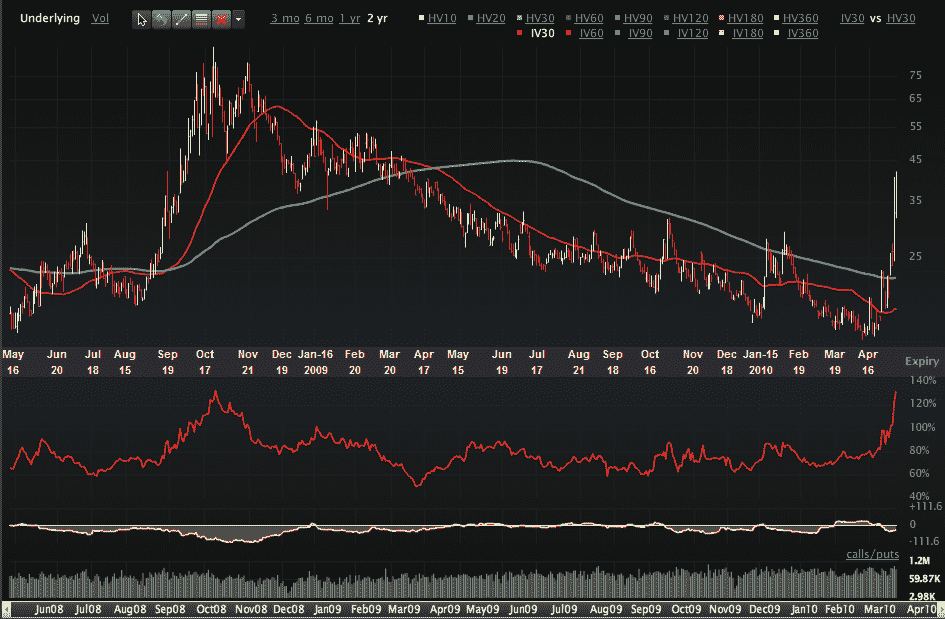 Underlying Vol 3 mo 6 mo 1 yr 2 yr HV10 HV20 HV30 HV60 HV90 HV120 HV180 HV360 IV30 vs HV30
IV30 IV60 IV90 IV120 IV180 IV360
75
65
55
45
35
25
May Jun Jul Aug Sep Oct Nov Dec Jan-16 Feb Mar Apr May Jun Jul Aug Sep Oct Nov Dec Jan-15 Feb Mar Apr
16 20 18 15 19 17 21 19 2009 20 20 17 15 19 17 21 18 16 20 18 2010 19 19 16
Expiry
140%
120%
100%
80%
60%
40%
+111.6
0
-111.6
calls/puts
1.2M
59.87K
2.98K
Jun08 Jul08 Aug08 Sep08 Oct08 Nov08 Dec08 Jan09 Feb09 Mar09 Apr09 May09 Jun09 Jul09 Aug09 Sep09 Oct09 Nov09 Dec09 Jan10 Feb10 Mar10 Apr10